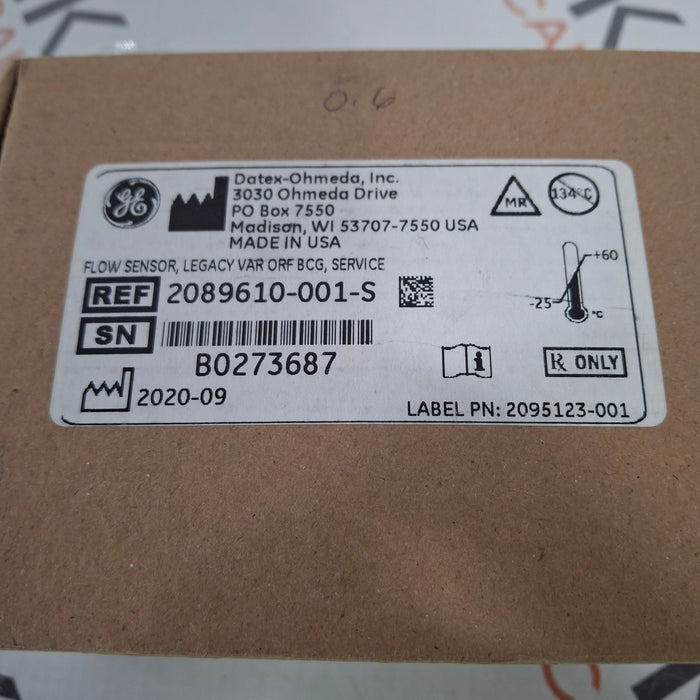 0.6
GE
Datex-Ohmeda, Inc.
3030 Ohmeda Drive
PO Box 7550
Madison, WI 53707-7550 USA
MADE IN USA
MR
134°C
FLOW SENSOR, LEGACY VAR ORF BCG, SERVICE
REF 2089610-001-S
+60
-25
°C
SN
B0273687
i
Rx ONLY
2020-09
LABEL PN: 2095123-001